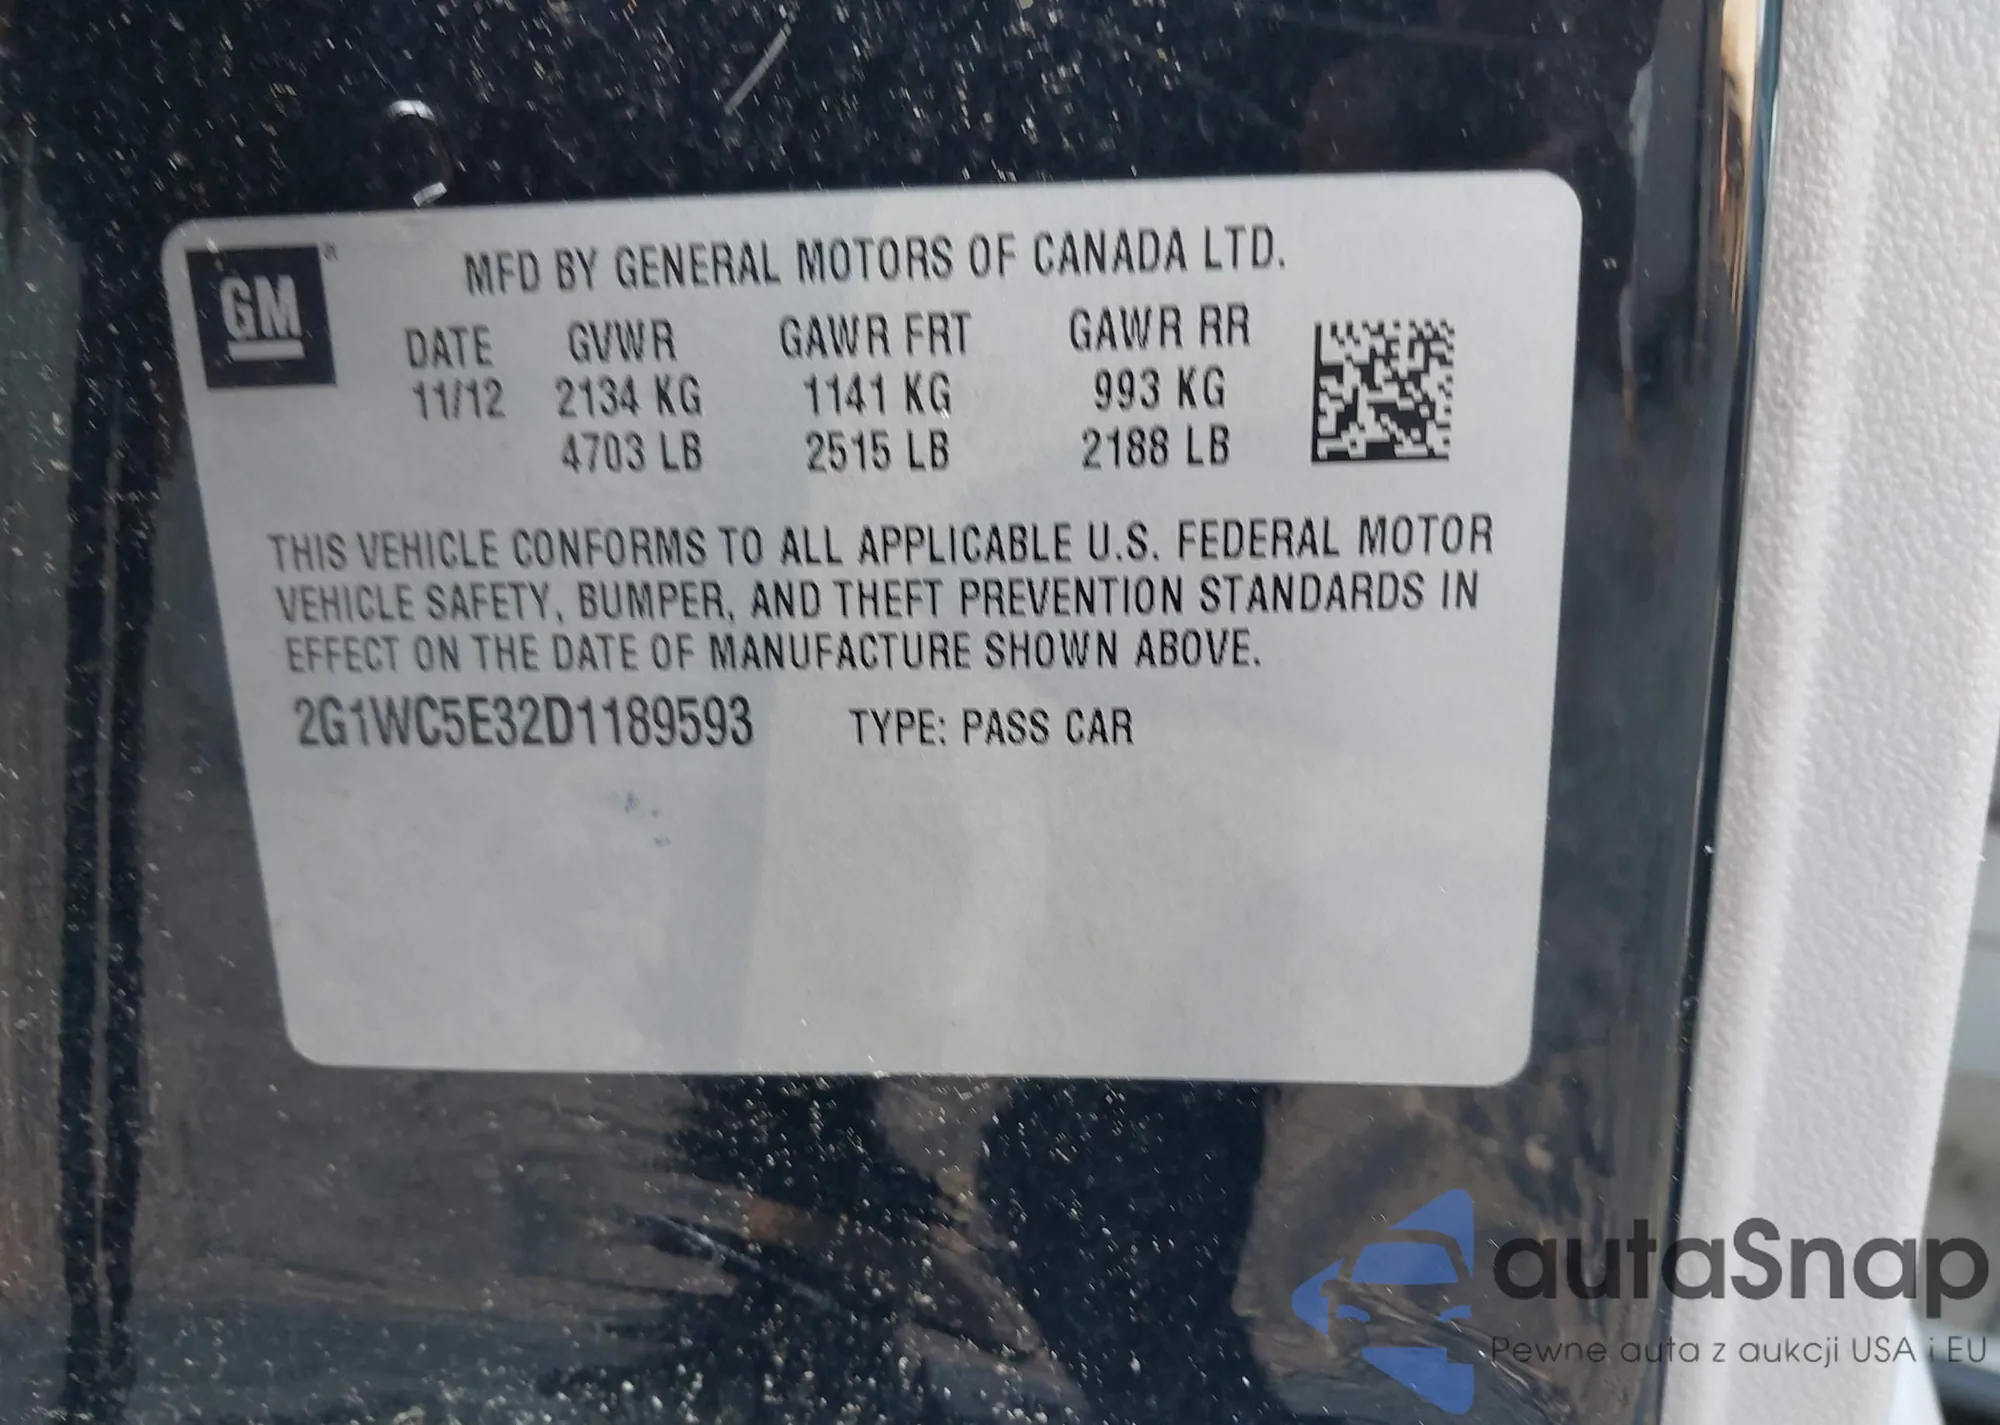 GM ®
MFD BY GENERAL MOTORS OF CANADA LTD.
DATE GVWR GAWR FRT GAWR RR
11/12 2134 KG 1141 KG 993 KG
4703 LB 2515 LB 2188 LB
THIS VEHICLE CONFORMS TO ALL APPLICABLE U.S. FEDERAL MOTOR
VEHICLE SAFETY, BUMPER, AND THEFT PREVENTION STANDARDS IN
EFFECT ON THE DATE OF MANUFACTURE SHOWN ABOVE.
2G1WC5E32D1189593 TYPE: PASS CAR
autaSnap
Pewne auta z aukcji USA i EU